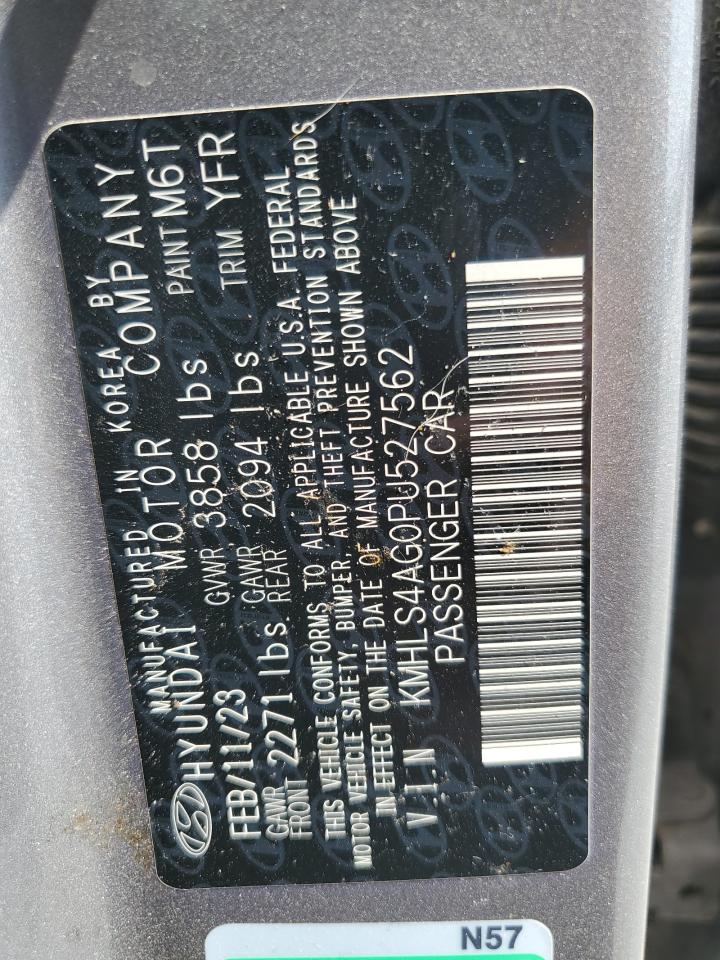 MANUFACTURED IN KOREA BY
HYUNDAI MOTOR COMPANY
FEB/11/23 GVWR 3858 lbs PAINT M6T
GAWR FRONT 2271 lbs. GAWR REAR 2094 lbs TRIM YFR
THIS VEHICLE CONFORMS TO ALL APPLICABLE U.S.A. FEDERAL
MOTOR VEHICLE SAFETY, BUMPER, AND THEFT PREVENTION STANDARDS
IN EFFECT ON THE DATE OF MANUFACTURE SHOWN ABOVE
VIN KMHLS4AG0PU527562
PASSENGER CAR
N57